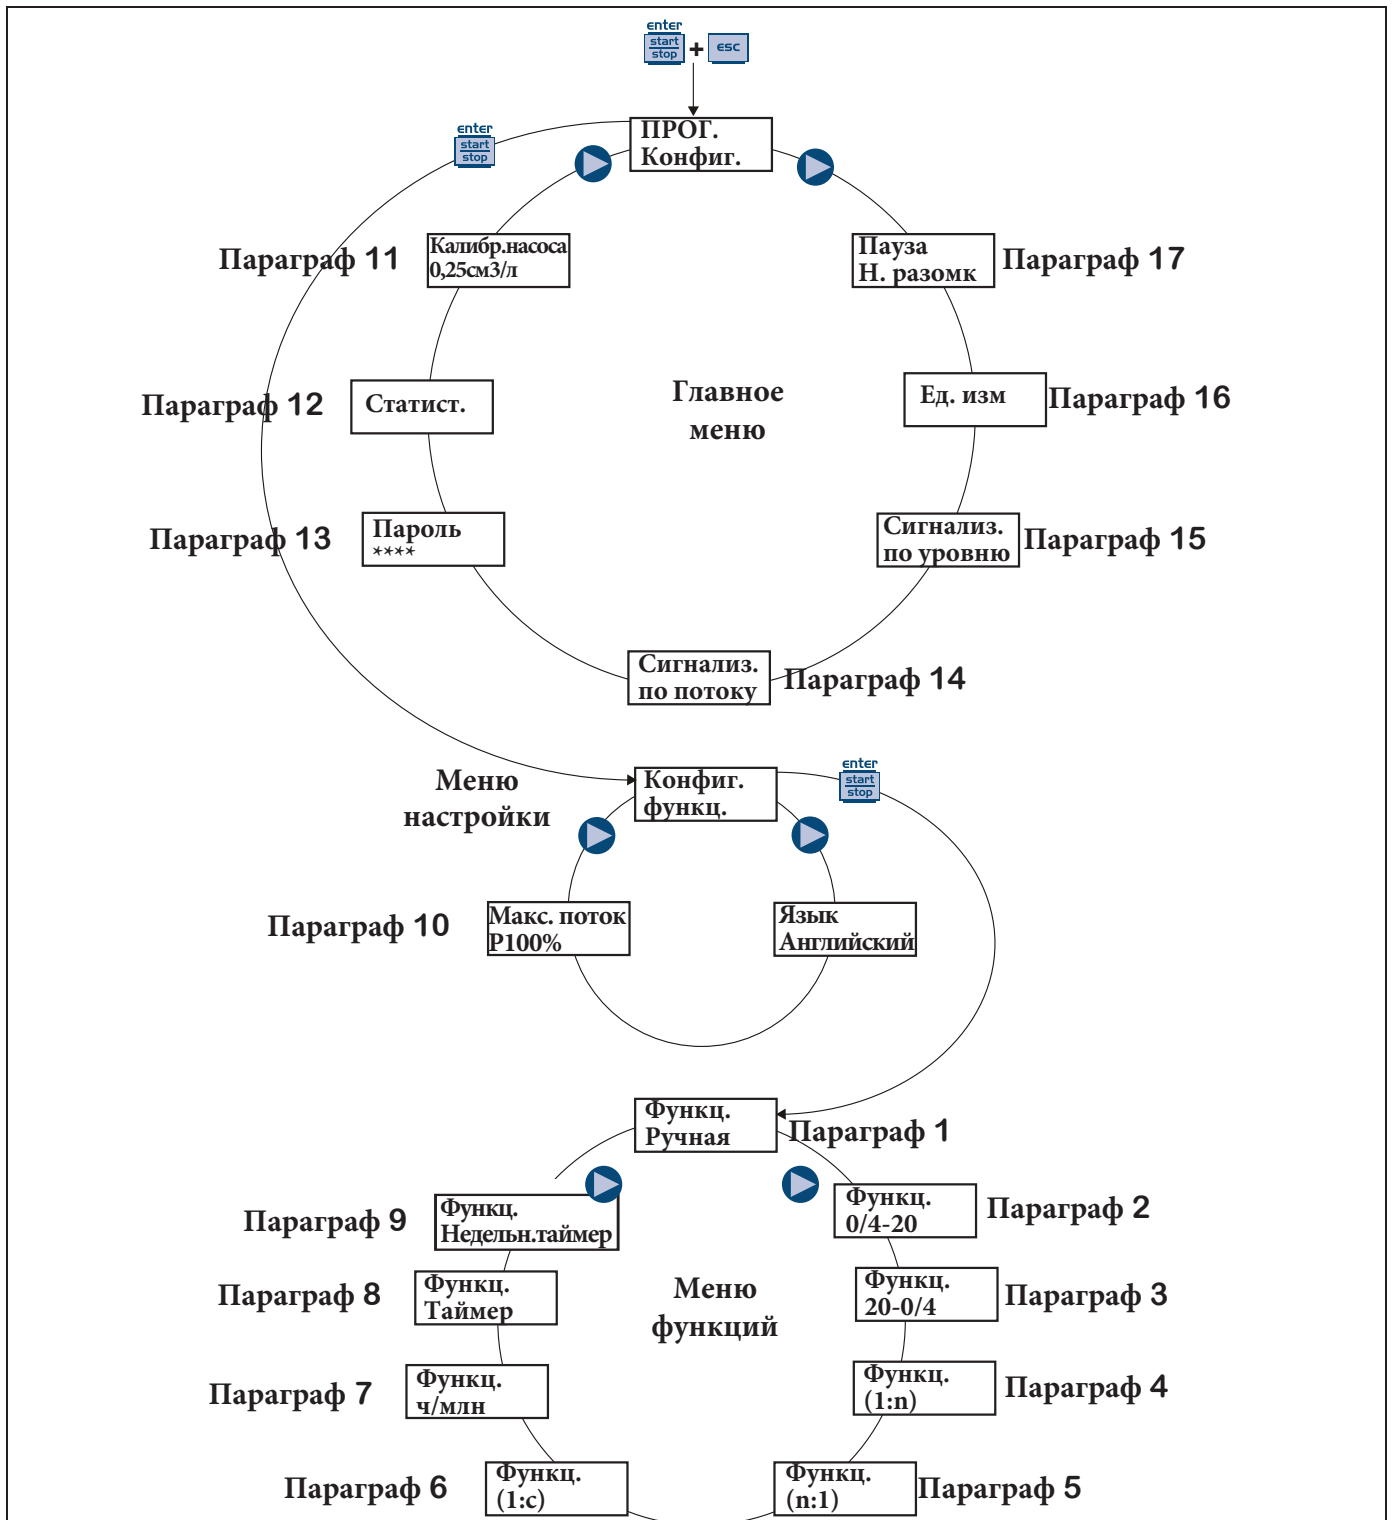 enter
start
stop
+
esc
ПРОГ.
Конфиг.
enter
start
stop
Параграф 11
Калибр.насоса
0,25см3/л
Пауза
Н. разомк
Параграф 17
Параграф 12
Статист.
Главное
меню
Ед. изм
Параграф 16
Параграф 13
Пароль
****
Сигнализ.
по уровню
Параграф 15
Сигнализ.
по потоку
Параграф 14
Меню
настройки
Конфиг.
функц.
enter
start
stop
Параграф 10
Макс. поток
P100%
Язык
Английский
Функц.
Ручная
Параграф 1
Параграф 9
Функц.
Недельн.таймер
Функц.
0/4-20
Параграф 2
Параграф 8
Функц.
Таймер
Меню
функций
Функц.
20-0/4
Параграф 3
Параграф 7
Функц.
ч/млн
Функц.
(1:n)
Параграф 4
Параграф 6
Функц.
(1:c)
Функц.
(n:1)
Параграф 5